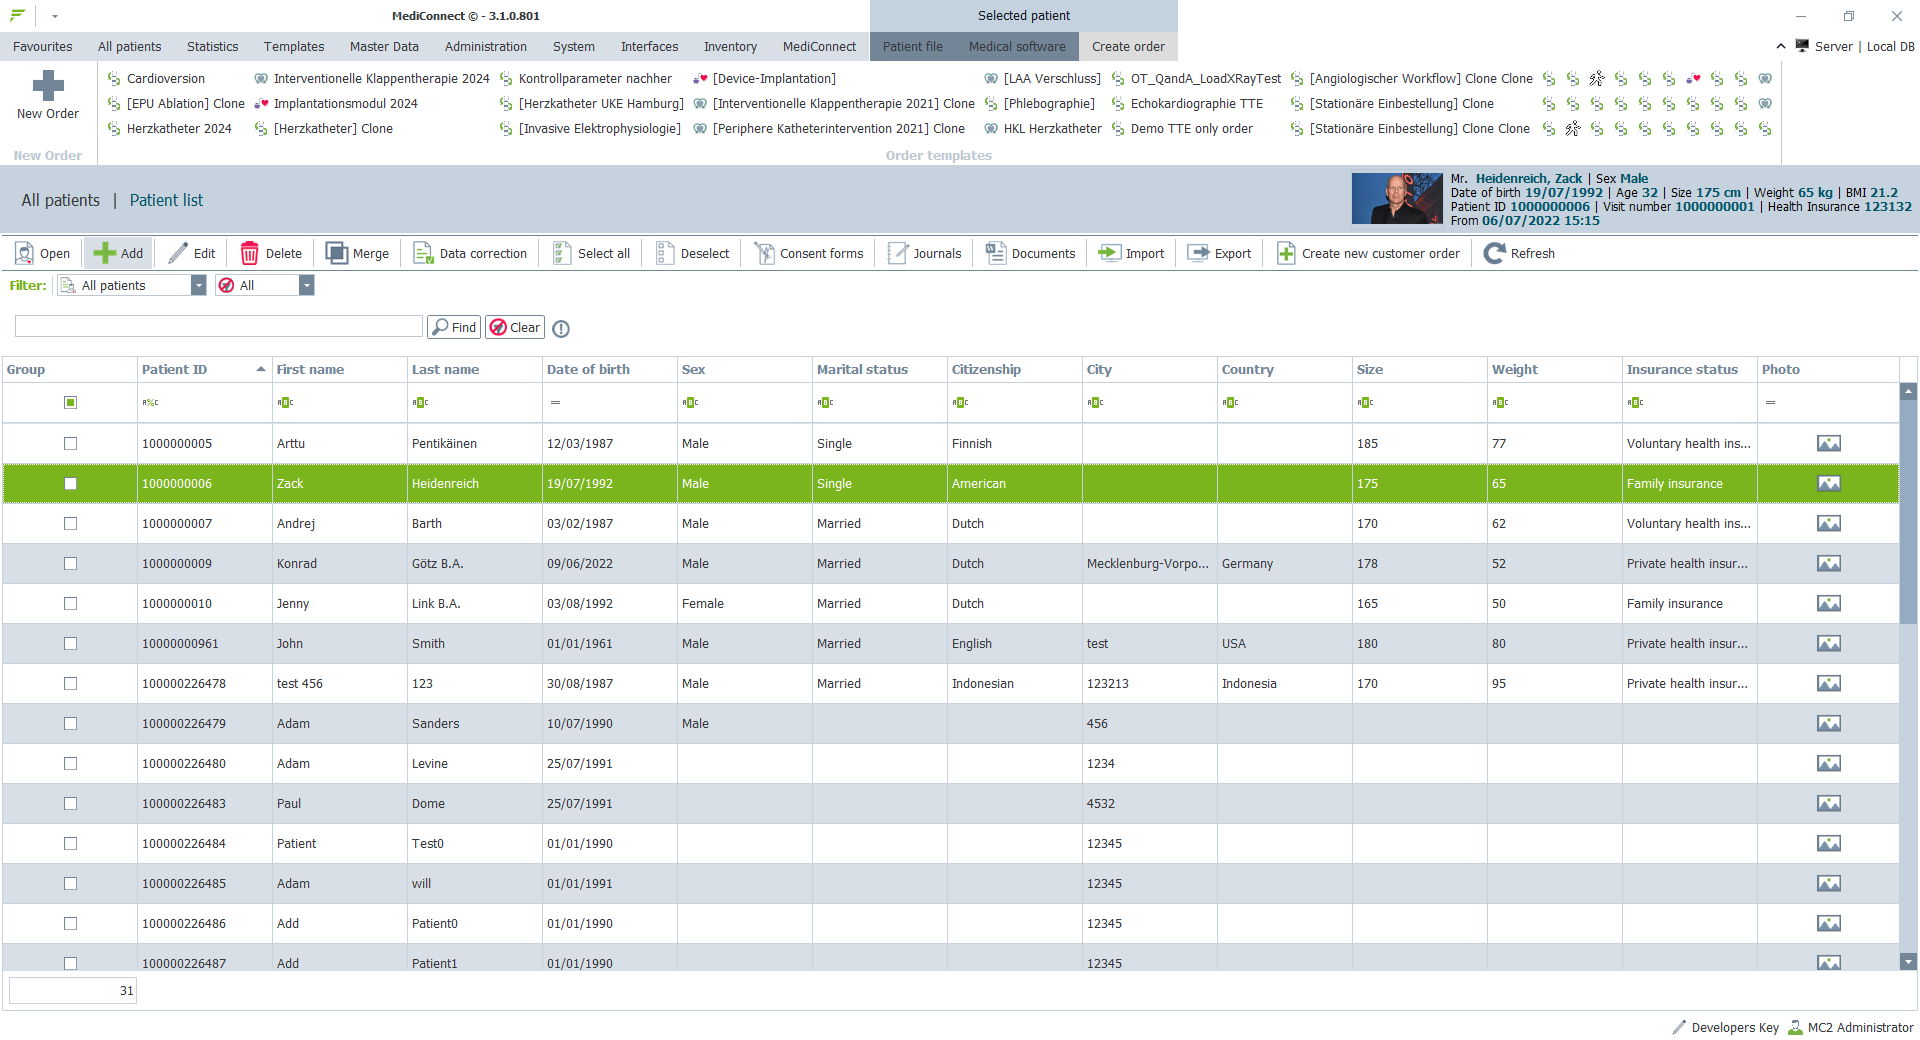 MediConnect © - 3.1.0.801
Selected patient
Favourites All patients Statistics Templates Master Data Administration System Interfaces Inventory MediConnect Patient file Medical software Create order Server | Local DB
Cardioversion Interventionelle Klappentherapie 2024 Kontrollparameter nachher [Device-Implantation] [LAA Verschluss] OT_QandA_LoadXRayTest [Angiologischer Workflow] Clone Clone
[EPU Ablation] Clone Implantationsmodul 2024 [Herzkatheter UKE Hamburg] [Interventionelle Klappentherapie 2021] Clone [Phlebographie] Echokardiographie TTE [Stationäre Einbestellung] Clone
New Order
Herzkatheter 2024 [Herzkatheter] Clone [Invasive Elektrophysiologie] [Periphere Katheterintervention 2021] Clone HKL Herzkatheter Demo TTE only order [Stationäre Einbestellung] Clone Clone
New Order Order templates
All patients | Patient list
Mr. Heidenreich, Zack | Sex Male
Date of birth 19/07/1992 | Age 32 | Size 175 cm | Weight 65 kg | BMI 21.2
Patient ID 1000000006 | Visit number 1000000001 | Health Insurance 123132
From 06/07/2022 15:15
Open Add Edit Delete Merge Data correction Select all Deselect Consent forms Journals Documents Import Export Create new customer order Refresh
Filter: All patients All
Find Clear
Group Patient ID First name Last name Date of birth Sex Marital status Citizenship City Country Size Weight Insurance status Photo
1000000005 Arttu Pentikäinen 12/03/1987 Male Single Finnish 185 77 Voluntary health ins...
1000000006 Zack Heidenreich 19/07/1992 Male Single American 175 65 Family insurance
1000000007 Andrej Barth 03/02/1987 Male Married Dutch 170 62 Voluntary health ins...
1000000009 Konrad Götz B.A. 09/06/2022 Male Married Dutch Mecklenburg-Vorpo... Germany 178 52 Private health insur...
1000000010 Jenny Link B.A. 03/08/1992 Female Married Dutch 165 50 Family insurance
10000000961 John Smith 01/01/1961 Male Married English test USA 180 80 Private health insur...
100000226478 test 456 123 30/08/1987 Male Married Indonesian 123213 Indonesia 170 95 Private health insur...
100000226479 Adam Sanders 10/07/1990 Male 456
100000226480 Adam Levine 25/07/1991 1234
100000226483 Paul Dome 25/07/1991 4532
100000226484 Patient Test0 01/01/1990 12345
100000226485 Adam will 01/01/1991 12345
100000226486 Add Patient0 01/01/1990 12345
100000226487 Add Patient1 01/01/1990 12345
31
Developers Key MC2 Administrator